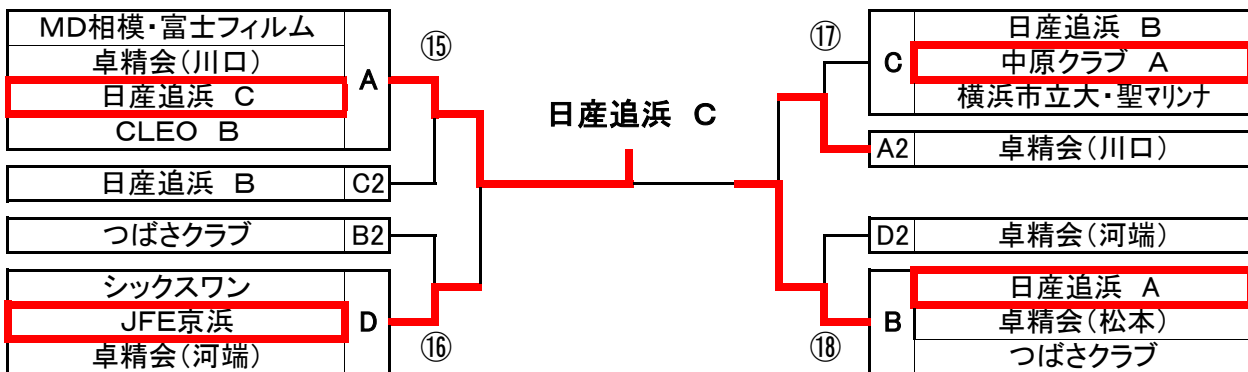 MD相模・富士フィルム
卓精会(川口)
日産追浜 C
CLEO B
A
⑮
日産追浜 B
C2
つばさクラブ
B2
シックスワン
JFE京浜
卓精会(河端)
D
⑯
日産追浜 C
⑰
C
日産追浜 B
中原クラブ A
横浜市立大・聖マリンナ
A2
卓精会(川口)
D2
卓精会(河端)
⑱
B
日産追浜 A
卓精会(松本)
つばさクラブ